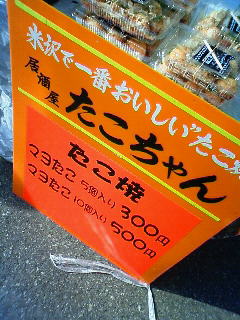 米沢で一番おいしい"たこ焼
居酒屋 たこちゃん
たこ焼
マヨたこ 5個入り 300円
マヨたこ 10個入り 500円